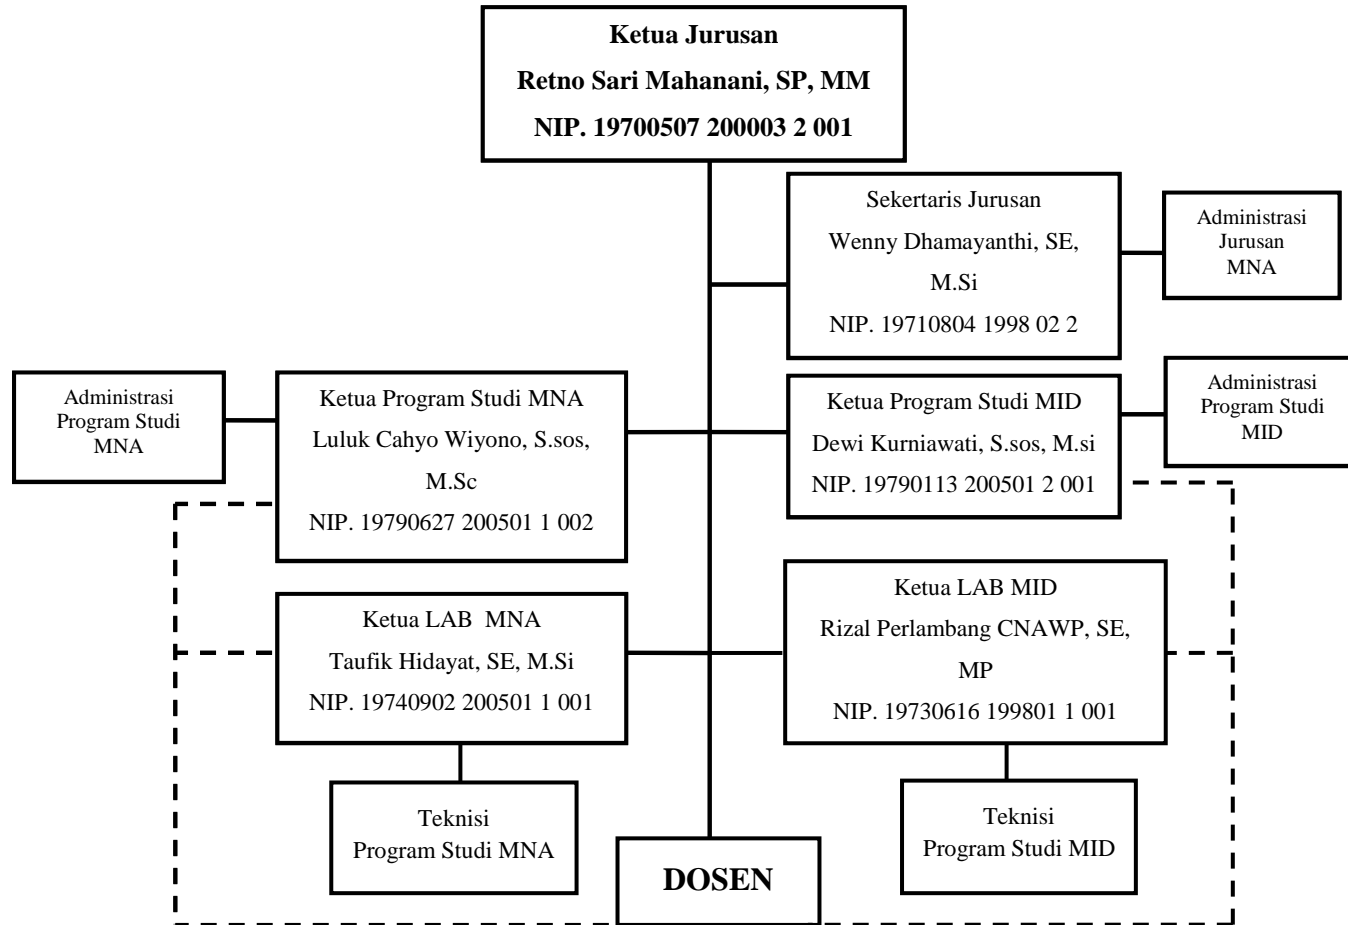 Ketua Jurusan
Retno Sari Mahanani, SP, MM
NIP. 19700507 200003 2 001
Sekertaris Jurusan
Wenny Dhamayanthi, SE,
M.Si
NIP. 19710804 1998 02 2
Administrasi
Jurusan
MNA
Administrasi
Program Studi
MNA
Ketua Program Studi MNA
Luluk Cahyo Wiyono, S.sos,
M.Sc
NIP. 19790627 200501 1 002
Ketua Program Studi MID
Dewi Kurniawati, S.sos, M.si
NIP. 19790113 200501 2 001
Administrasi
Program Studi
MID
Ketua LAB  MNA
Taufik Hidayat, SE, M.Si
NIP. 19740902 200501 1 001
Ketua LAB MID
Rizal Perlambang CNAWP, SE,
MP
NIP. 19730616 199801 1 001
Teknisi
Program Studi MNA
DOSEN
Teknisi
Program Studi MID